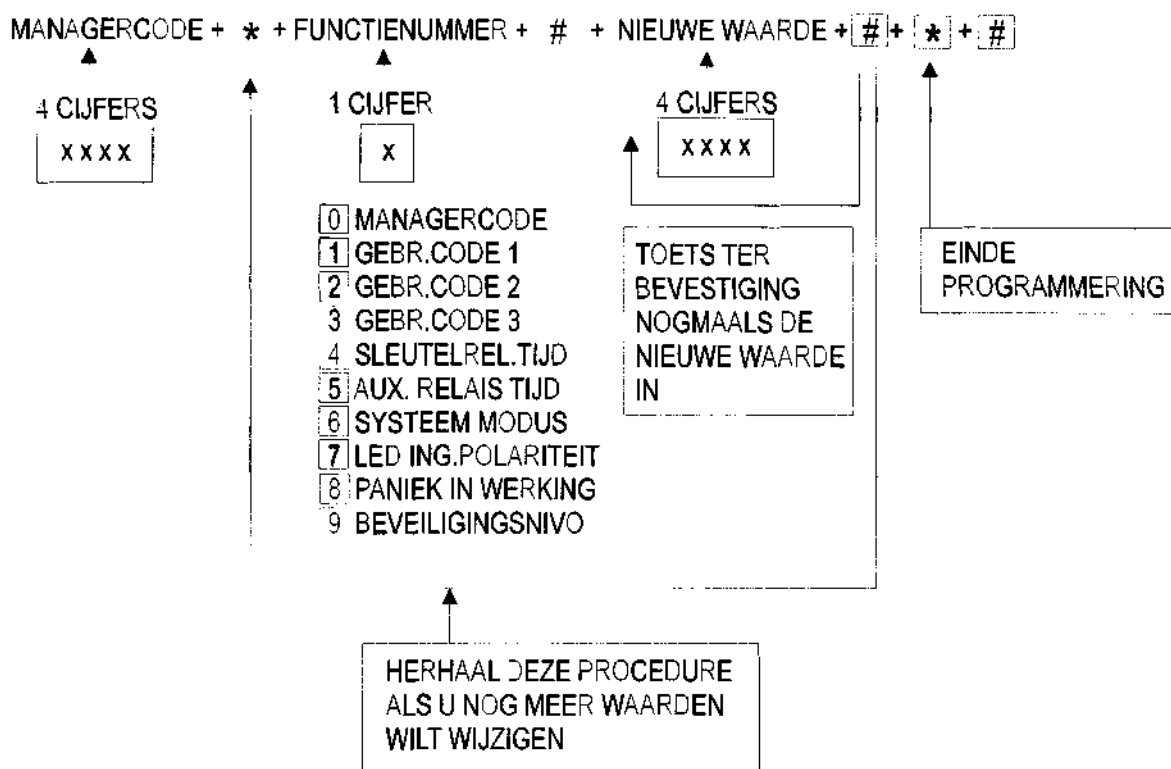 MANAGERCODE + * + FUNCTIENUMMER + # + NIEUWE WAARDE + # + * + #
4 CIJFERS
XXXX
1 CIJFER
X
4 CIJFERS
XXXX
0 MANAGERCODE
1 GEBR.CODE 1
2 GEBR.CODE 2
3 GEBR.CODE 3
4 SLEUTELREL.TIJD
5 AUX. RELAIS TIJD
6 SYSTEEM MODUS
7 LED ING.POLARITEIT
8 PANIEK IN WERKING
9 BEVEILIGINGSNIVO
TOETS TER
BEVESTIGING
NOGMAALS DE
NIEUWE WAARDE
IN
EINDE
PROGRAMMERING
HERHAAL DEZE PROCEDURE
ALS U NOG MEER WAARDEN
WILT WIJZIGEN